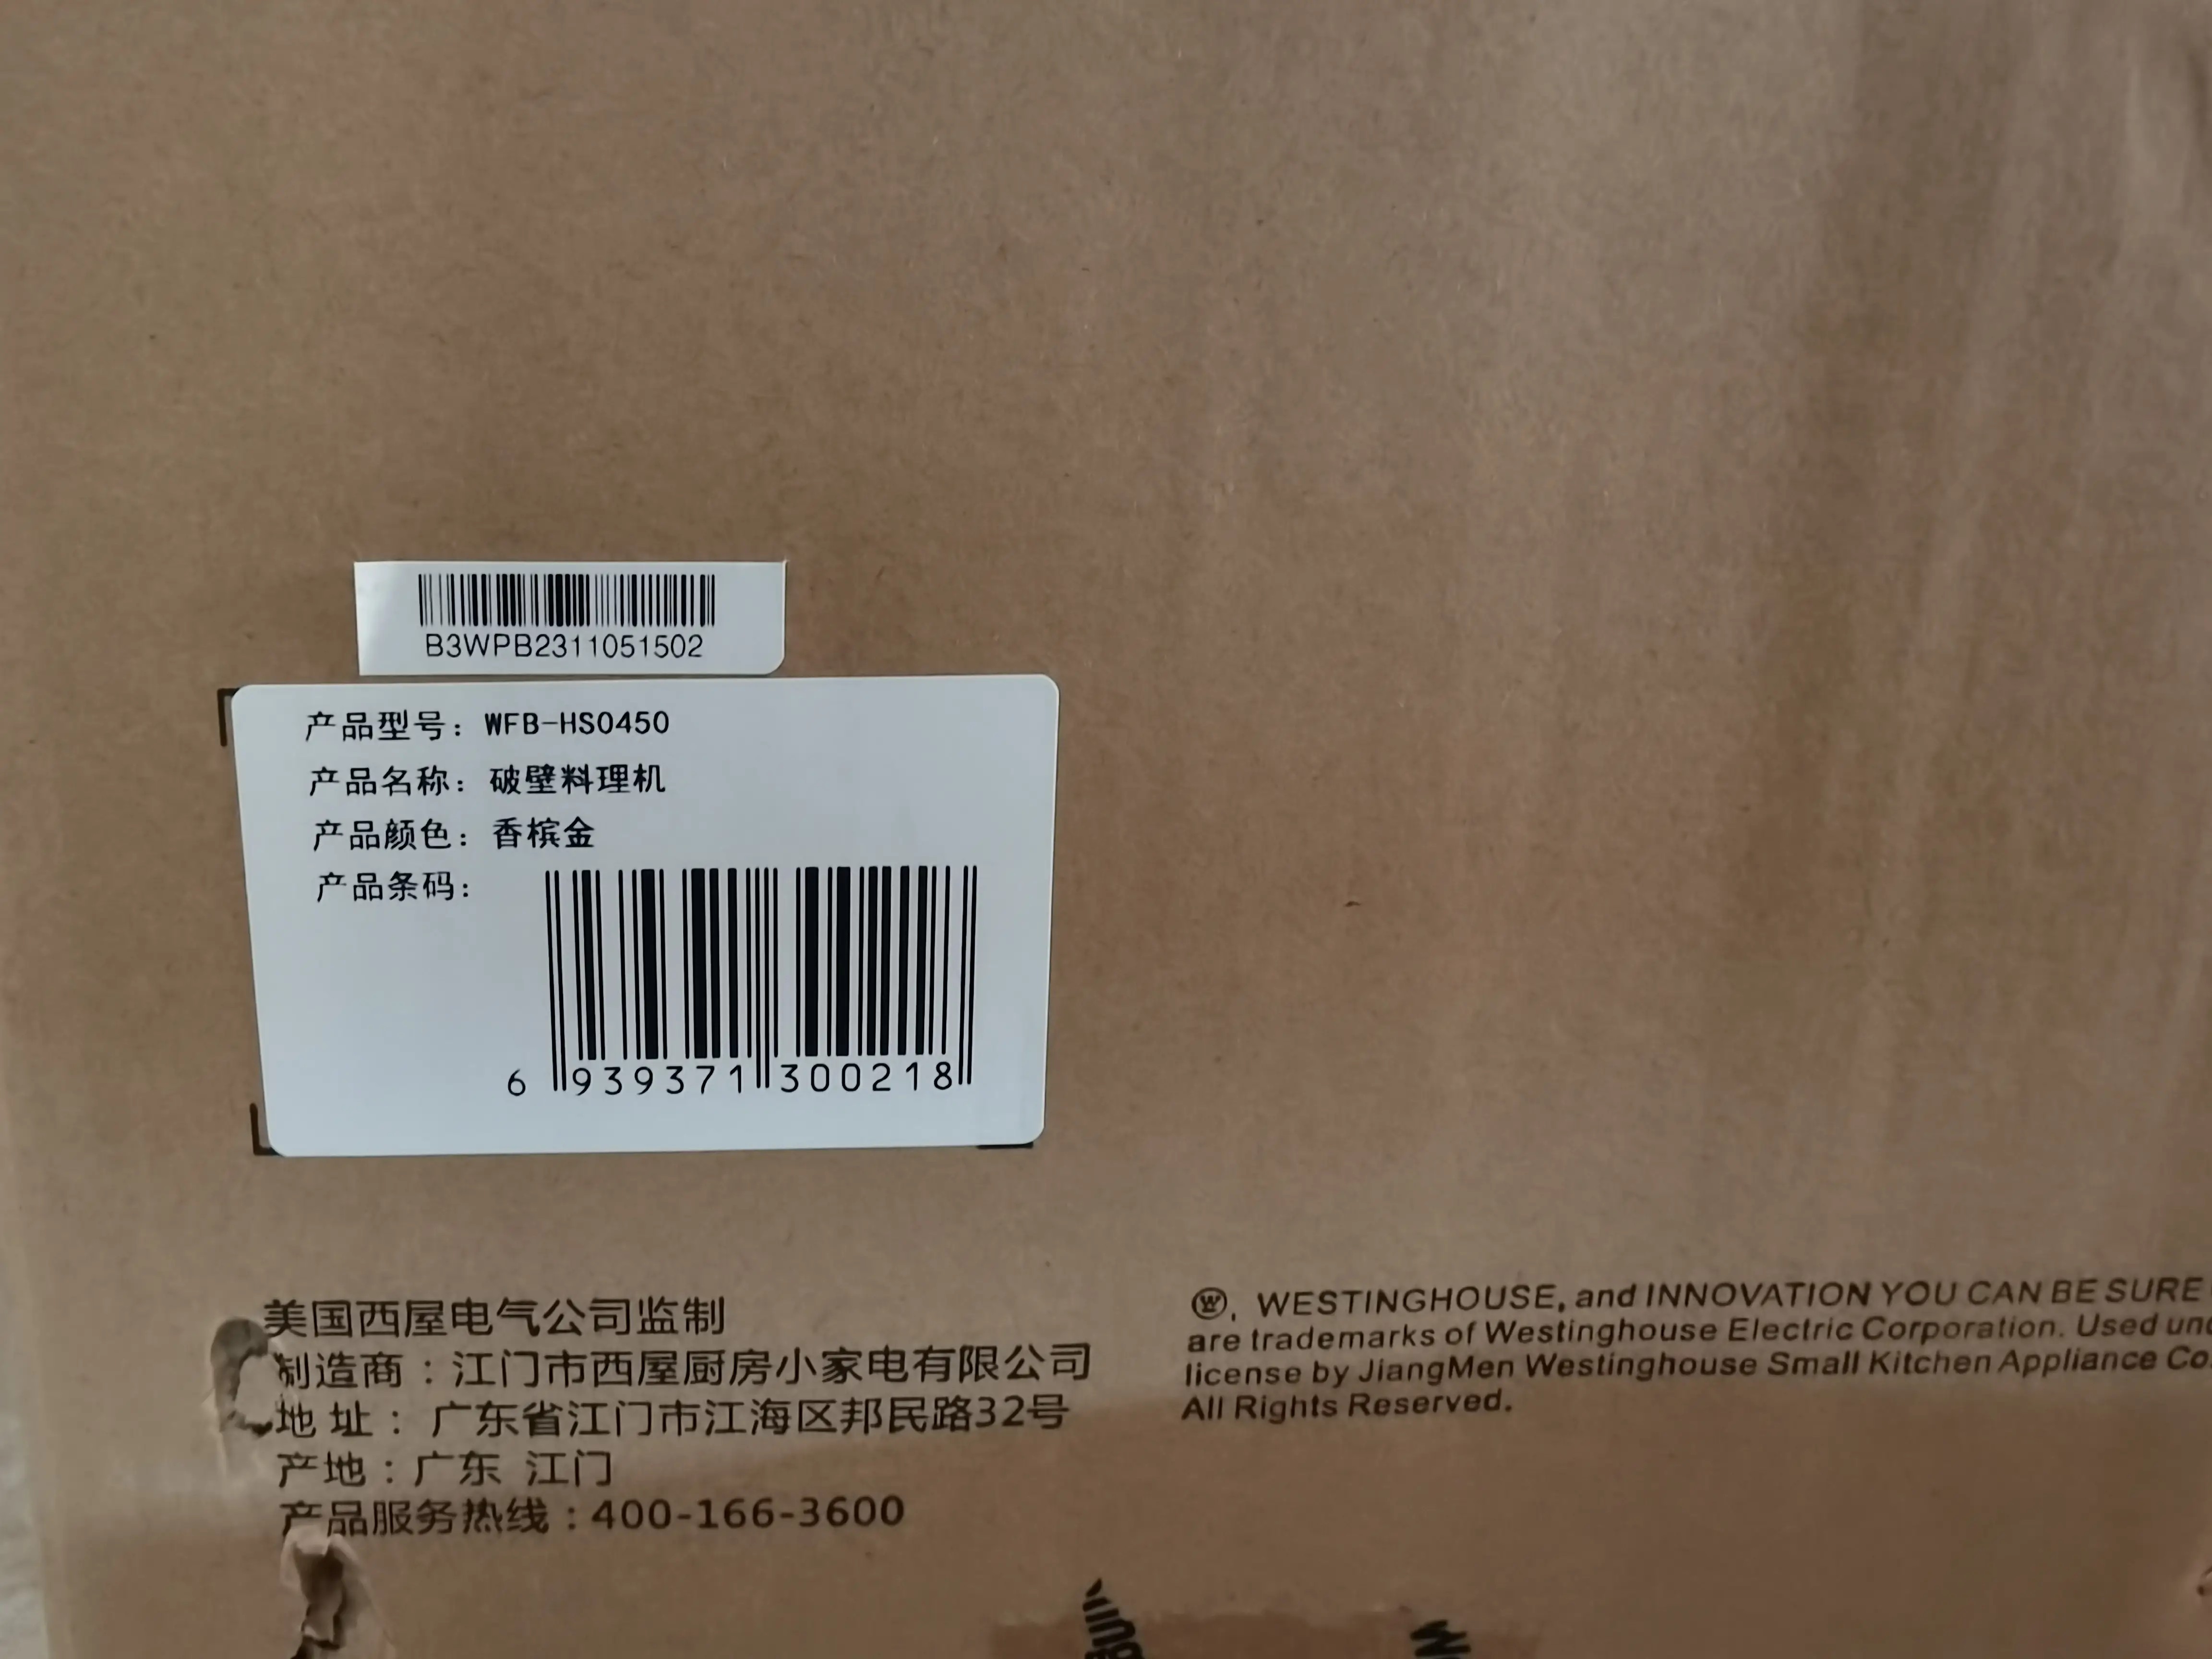 B3WPB2311051502
产品型号：WFB-HS0450
产品名称：破壁料理机
产品颜色：香槟金
产品条码：
6 939371 300218
美国西屋电气公司监制
制造商：江门市西屋厨房小家电有限公司
地 址：广东省江门市江海区邦民路32号
产地：广东 江门
产品服务热线：400-166-3600
Ⓦ, WESTINGHOUSE, and INNOVATION YOU CAN BE SURE
are trademarks of Westinghouse Electric Corporation. Used
license by JiangMen Westinghouse Small Kitchen Appliance Co.
All Rights Reserved.